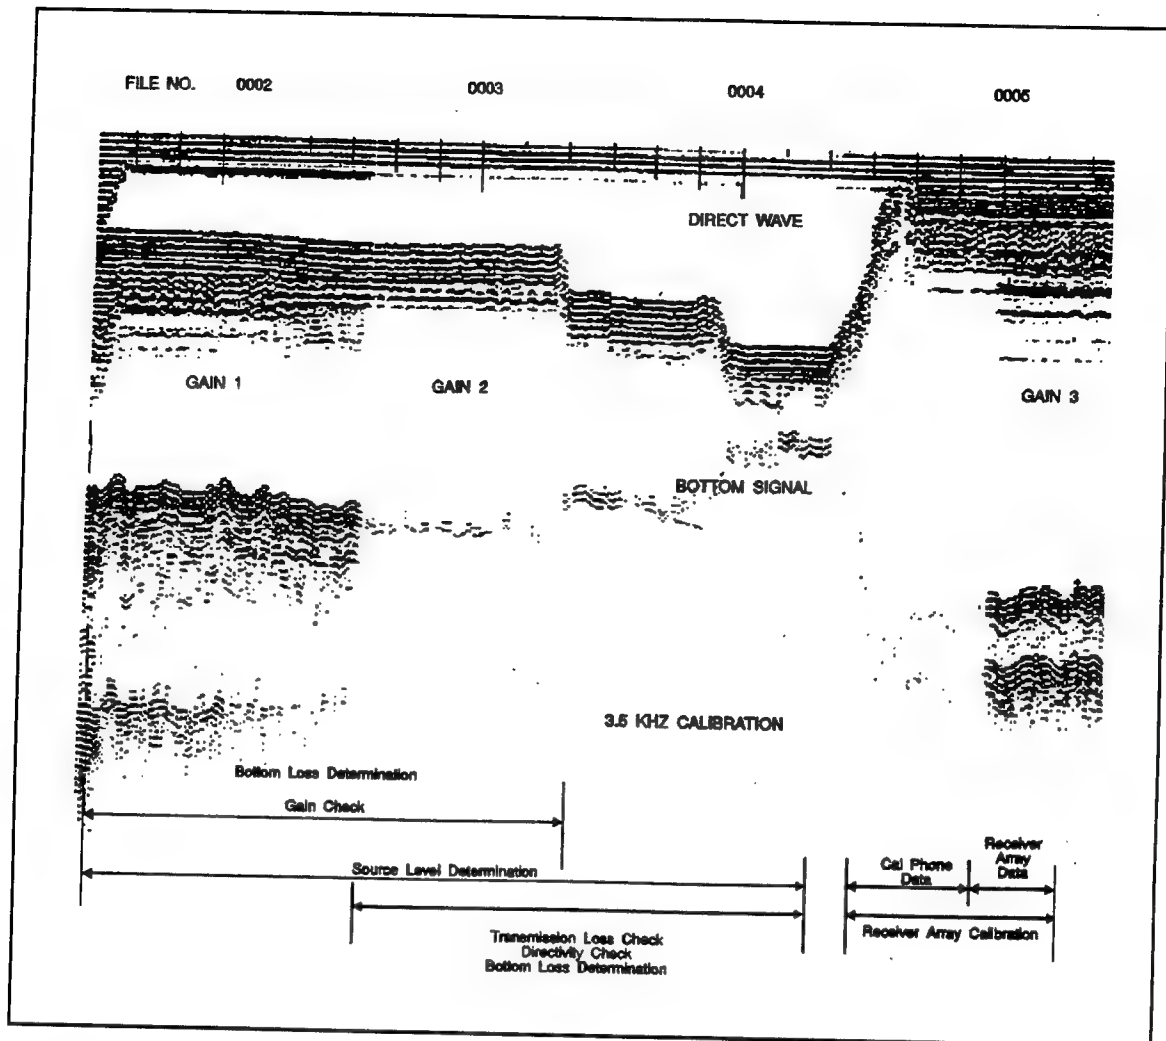 FILE NO. 0002 0003 0004 0005
DIRECT WAVE
GAIN 1 GAIN 2 GAIN 3
BOTTOM SIGNAL
3.5 KHZ CALIBRATION
Bottom Loss Determination
Gain Check
Source Level Determination
Cal Phone
Data
Receiver
Array
Data
Transmission Loss Check
Directivity Check
Bottom Loss Determination
Receiver Array Calibration